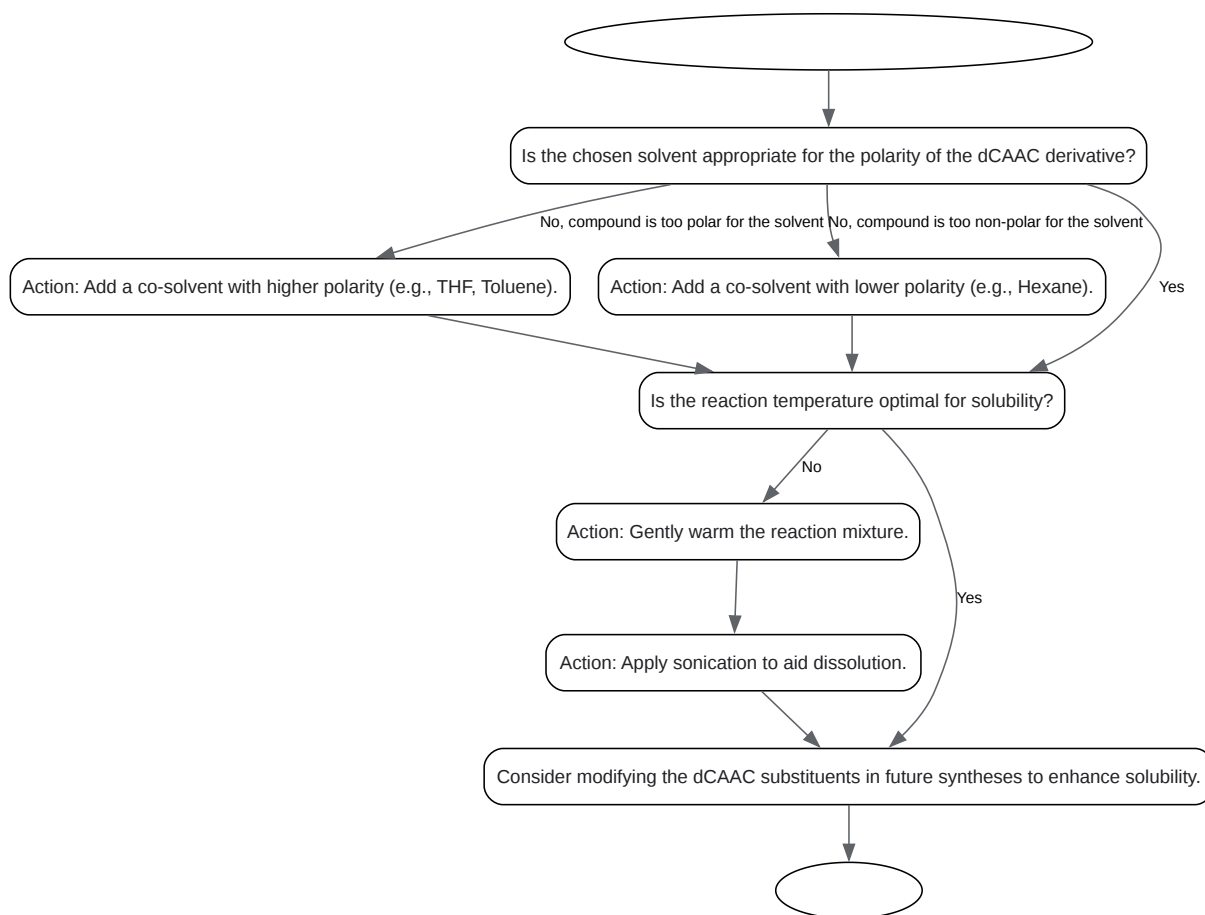 Is the chosen solvent appropriate for the polarity of the dCAAC derivative?
No, compound is too polar for the solvent
No, compound is too non-polar for the solvent
Action: Add a co-solvent with higher polarity (e.g., THF, Toluene).
Action: Add a co-solvent with lower polarity (e.g., Hexane).
Yes
Is the reaction temperature optimal for solubility?
No
Action: Gently warm the reaction mixture.
Yes
Action: Apply sonication to aid dissolution.
Consider modifying the dCAAC substituents in future syntheses to enhance solubility.